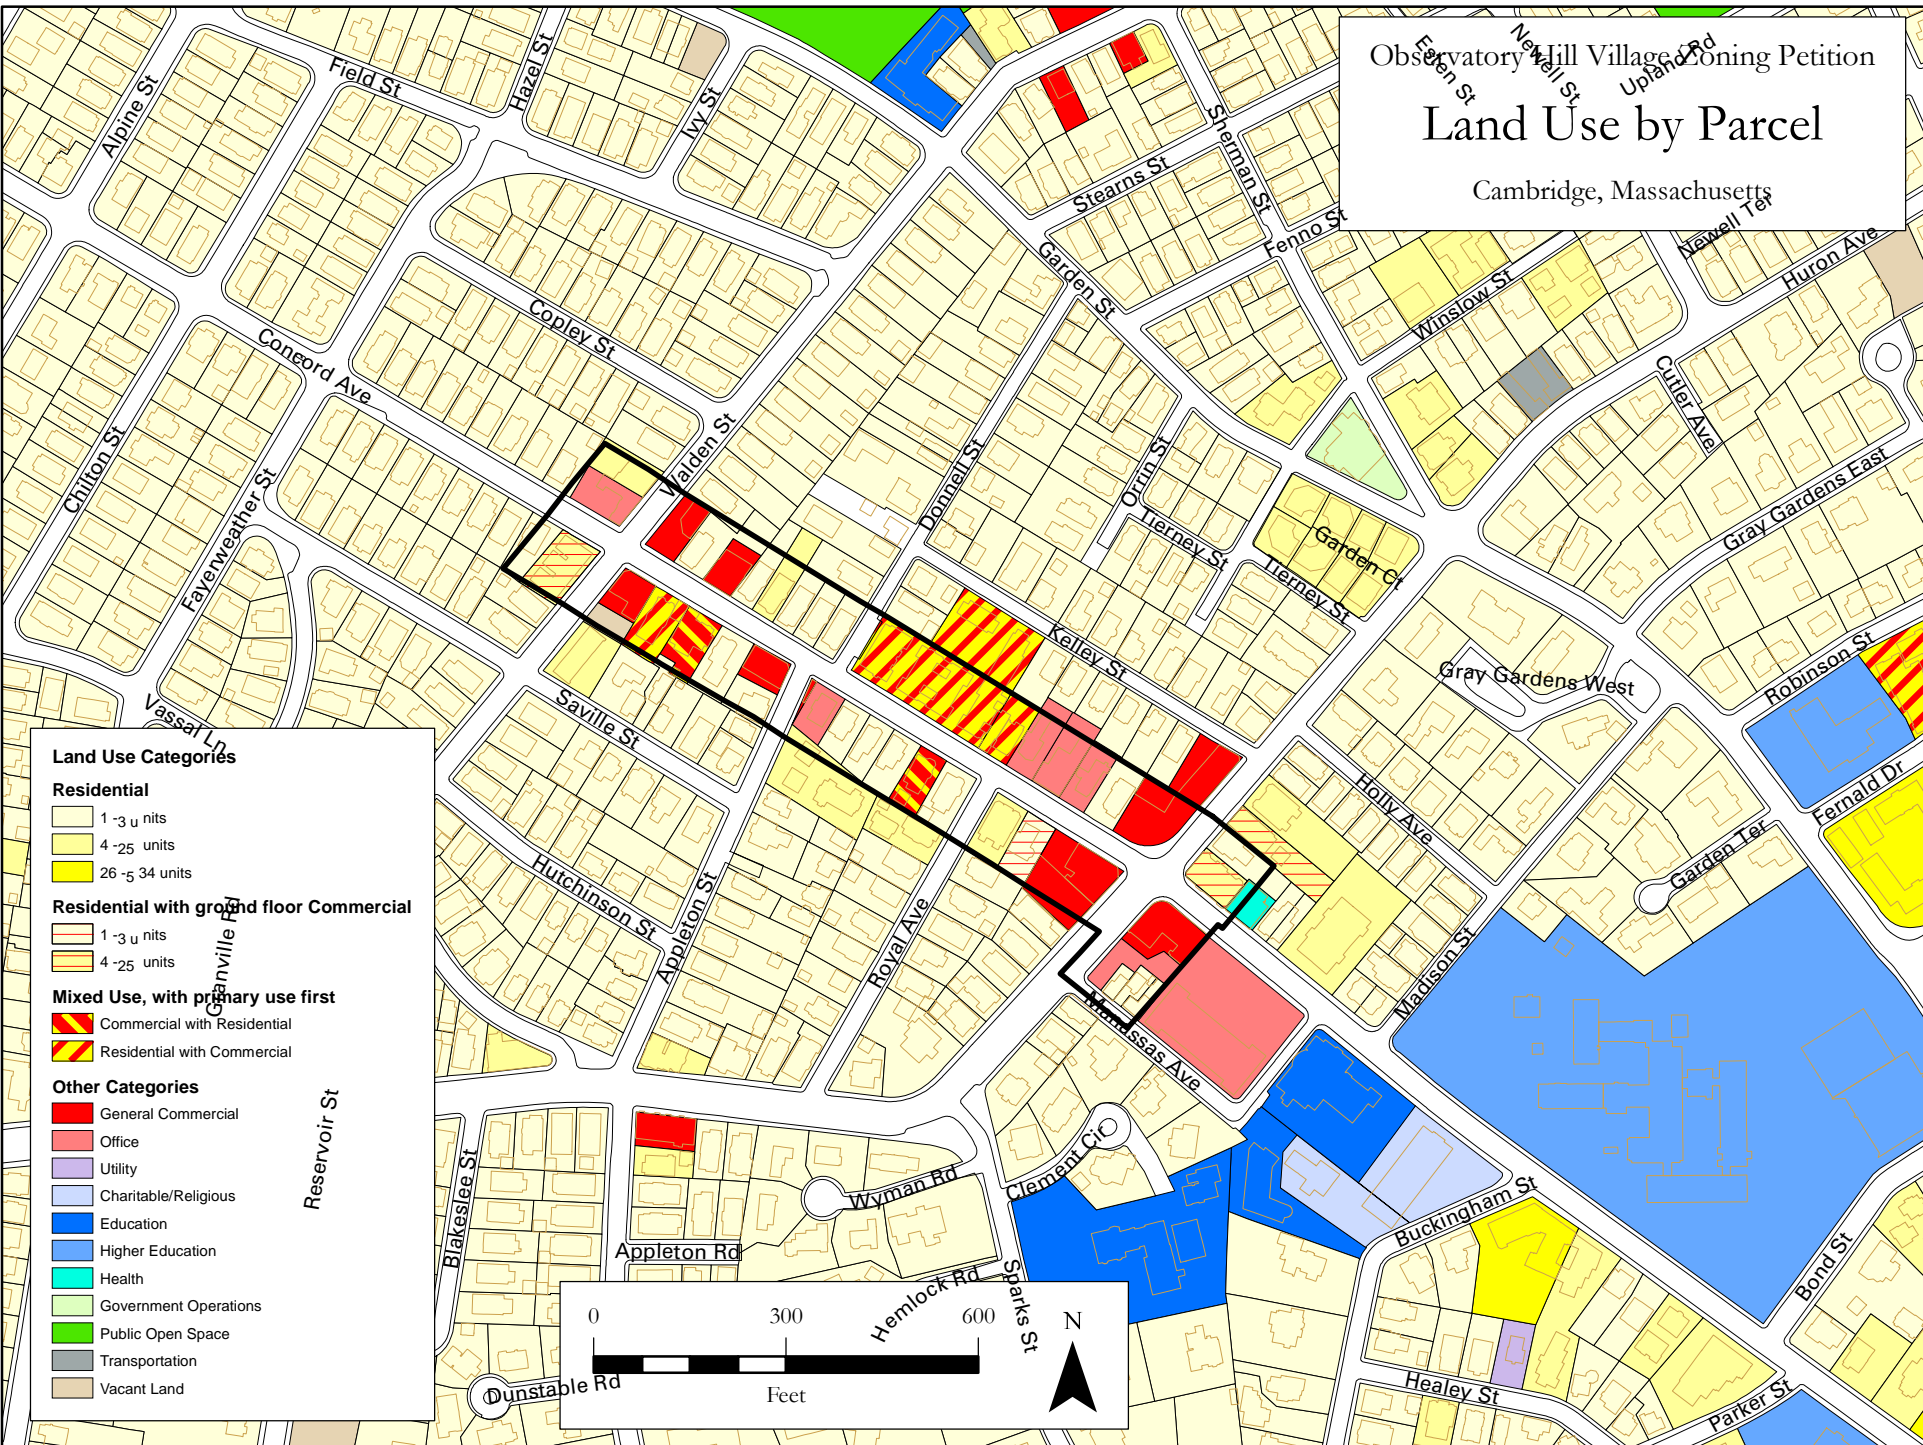 Observatory Hill Village Zoning Petition
Land Use by Parcel
Cambridge, Massachusetts
Esten St
Newell St
Upland Rd
Newell Ter
Huron Ave
Alpine St
Field St
Hazel St
Ivy St
Sherman St
Stearns St
Fenno St
Garden St
Winslow St
Cutler Ave
Copley St
Concord Ave
Walden St
Donnell St
Orrin St
Tierney St
Tierney St
Garden Ct
Gray Gardens East
Chilton St
Fayerweather St
Kelley St
Gray Gardens West
Robinson St
Vassal Ln
Saville St
Holly Ave
Fernald Dr
Garden Ter
Hutchinson St
Appleton St
Royal Ave
Madison St
Manassas Ave
Granville Rd
Reservoir St
Blakeslee St
Wyman Rd
Clement Cir
Appleton Rd
Hemlock Rd
Sparks St
Buckingham St
Bond St
Healey St
Parker St
Dunstable Rd
Land Use Categories
Residential
1 -3 u nits
4 -25 units
26 -5 34 units
Residential with ground floor Commercial
1 -3 u nits
4 -25 units
Mixed Use, with primary use first
Commercial with Residential
Residential with Commercial
Other Categories
General Commercial
Office
Utility
Charitable/Religious
Education
Higher Education
Health
Government Operations
Public Open Space
Transportation
Vacant Land
0 300 600
Feet
N